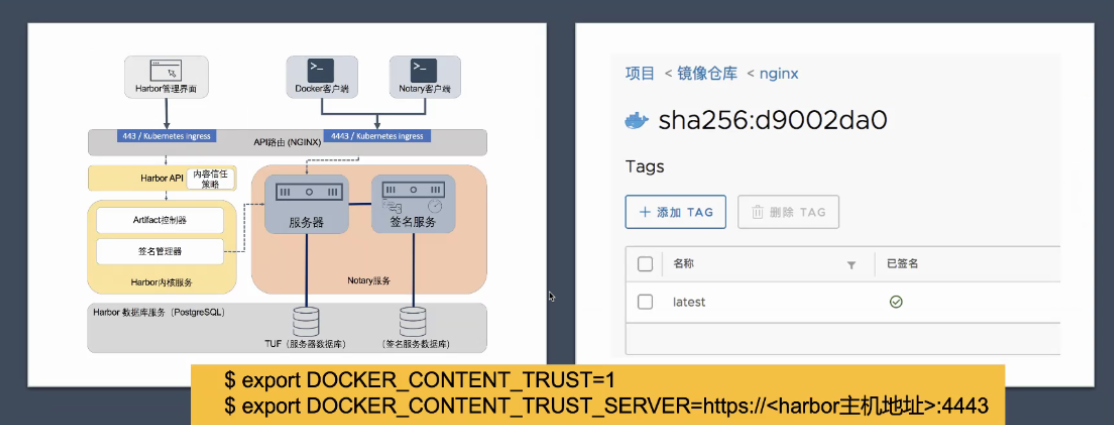 Harbor管理界面
Docker客户端
Notary客户端
443 / Kubernetes Ingress
API路由 (NGINX)
4443 / Kubernetes Ingress
Harbor API
内容信任
策略
Artifact控制器
签名管理器
Harbor内核服务
服务器
签名服务
Notary服务
Harbor 数据库服务（PostgreSQL）
TUF（服务器数据库）
（签名服务数据库）
项目 < 镜像仓库 < nginx
sha256:d9002da0
Tags
+ 添加 TAG
删除 TAG
名称
已签名
latest
$ export DOCKER_CONTENT_TRUST=1
$ export DOCKER_CONTENT_TRUST_SERVER=https://<harbor主机地址>:4443